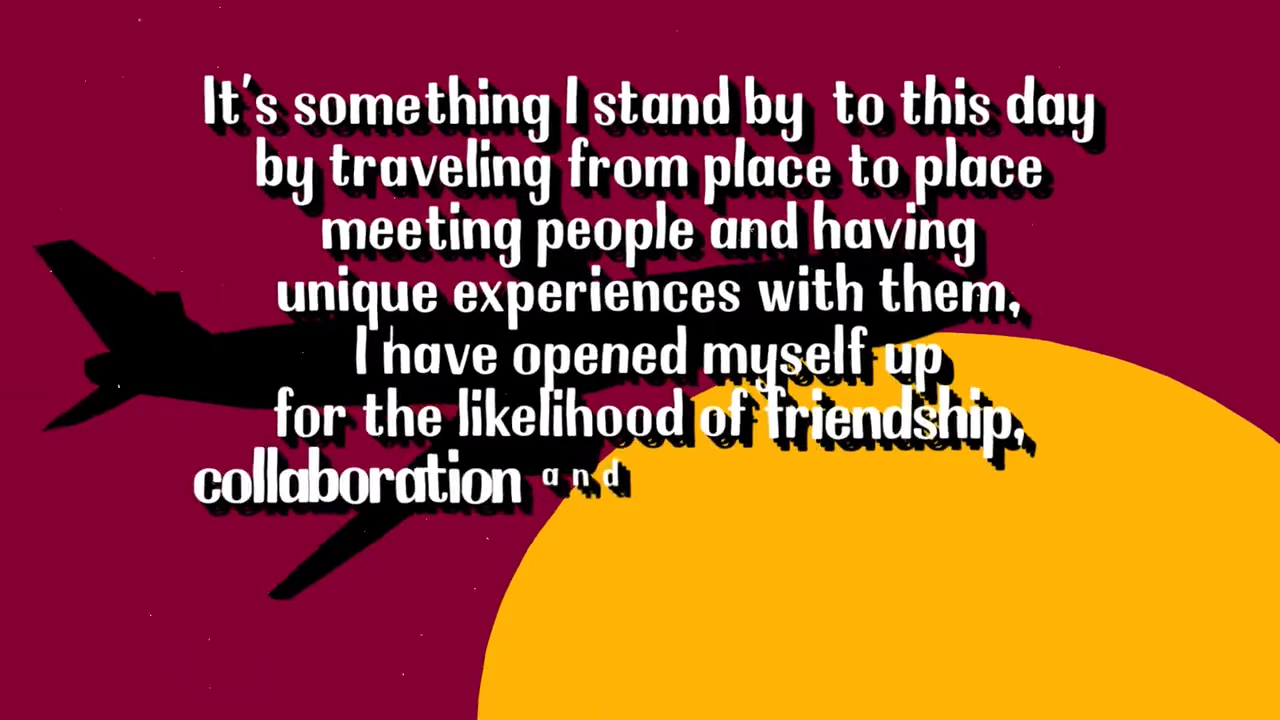 It's something I stand by to this day
by traveling from place to place
meeting people and having
unique experiences with them,
I have opened myself up
for the likelihood of friendship,
collaboration and